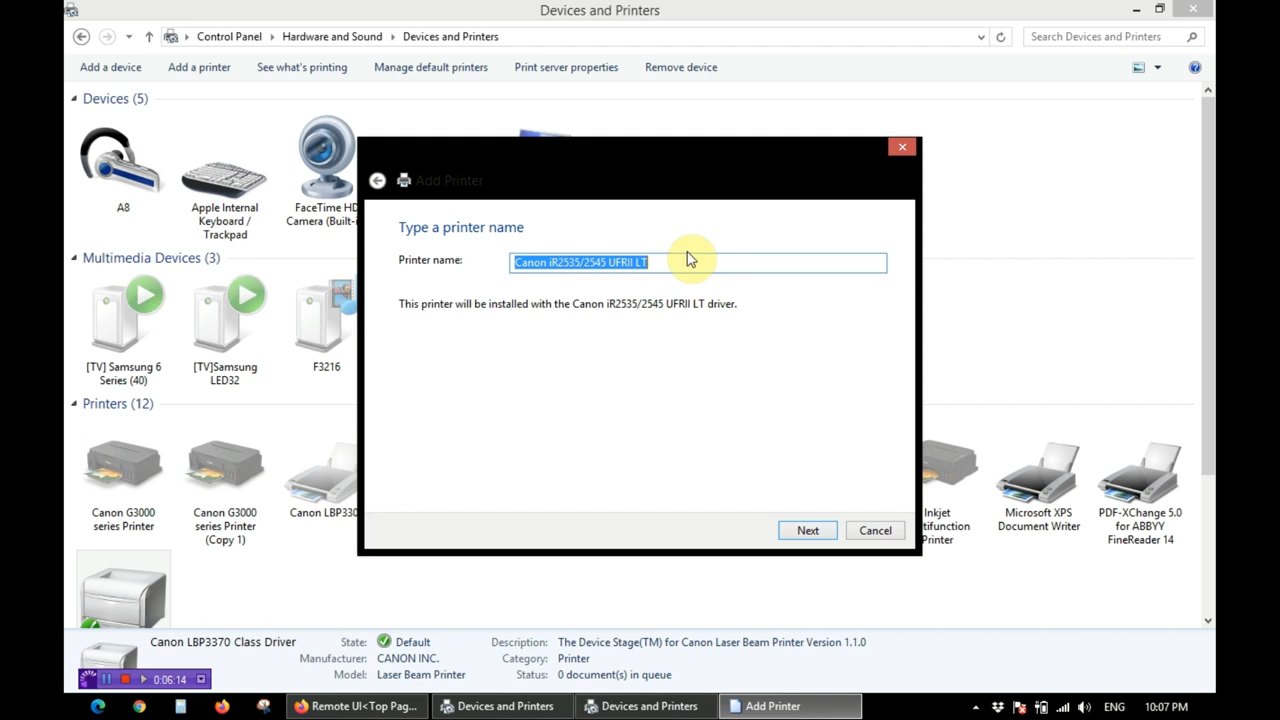 Devices and Printers
Control Panel
Hardware and Sound
Devices and Printers
Search Devices and Printers
Add a device
Add a printer
See what's printing
Manage default printers
Print server properties
Remove device
Devices (5)
A8
Apple Internal
Keyboard /
Trackpad
FaceTime HD
Camera (Built-i
Add Printer
Type a printer name
Printer name:
Canon iR2535/2545 UFRII LT
This printer will be installed with the Canon iR2535/2545 UFRII LT driver.
Next
Cancel
Multimedia Devices (3)
[TV] Samsung 6
Series (40)
[TV]Samsung
LED32
F3216
Printers (12)
Canon G3000
series Printer
Canon G3000
series Printer
(Copy 1)
Canon LBP330
Inkjet
tifunction
Printer
Microsoft XPS
Document Writer
PDF-XChange 5.0
for ABBYY
FineReader 14
Canon LBP3370 Class Driver
State:
Default
Description:
The Device Stage(TM) for Canon Laser Beam Printer Version 1.1.0
Manufacturer:
CANON INC.
Category:
Printer
Model:
Laser Beam Printer
Status:
0 document(s) in queue
0:06:14
Remote UI<Top Pag...
Devices and Printers
Devices and Printers
Add Printer
ENG
10:07 PM